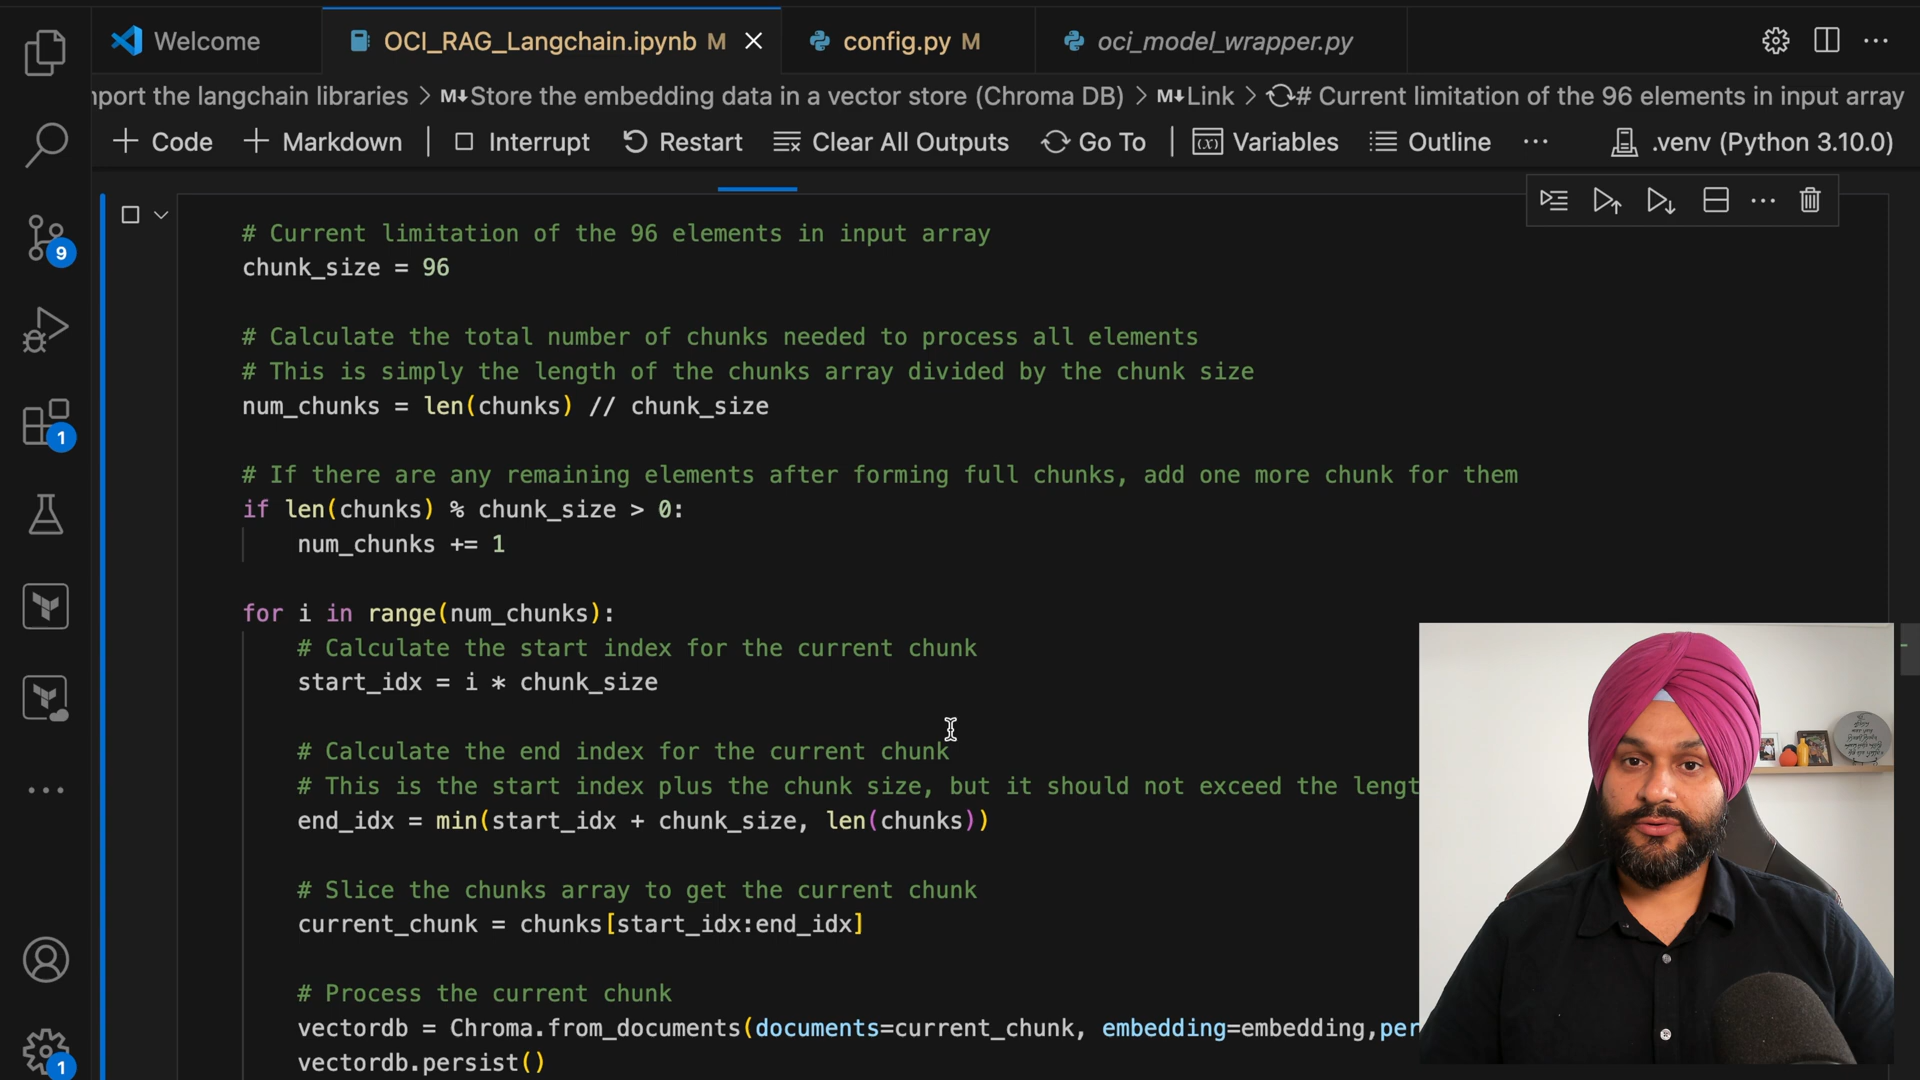 Welcome
OCI_RAG_Langchain.ipynb M
config.py M
oci_model_wrapper.py
nport the langchain libraries > M↓Store the embedding data in a vector store (Chroma DB) > M↓Link > # Current limitation of the 96 elements in input array
+ Code + Markdown | Interrupt Restart Clear All Outputs Go To | Variables Outline ... .venv (Python 3.10.0)
# Current limitation of the 96 elements in input array
chunk_size = 96
# Calculate the total number of chunks needed to process all elements
# This is simply the length of the chunks array divided by the chunk size
num_chunks = len(chunks) // chunk_size
# If there are any remaining elements after forming full chunks, add one more chunk for them
if len(chunks) % chunk_size > 0:
num_chunks += 1
for i in range(num_chunks):
# Calculate the start index for the current chunk
start_idx = i * chunk_size
# Calculate the end index for the current chunk
# This is the start index plus the chunk size, but it should not exceed the lengt
end_idx = min(start_idx + chunk_size, len(chunks))
# Slice the chunks array to get the current chunk
current_chunk = chunks[start_idx:end_idx]
# Process the current chunk
vectordb = Chroma.from_documents(documents=current_chunk, embedding=embedding,per
vectordb.persist()
9
1
1